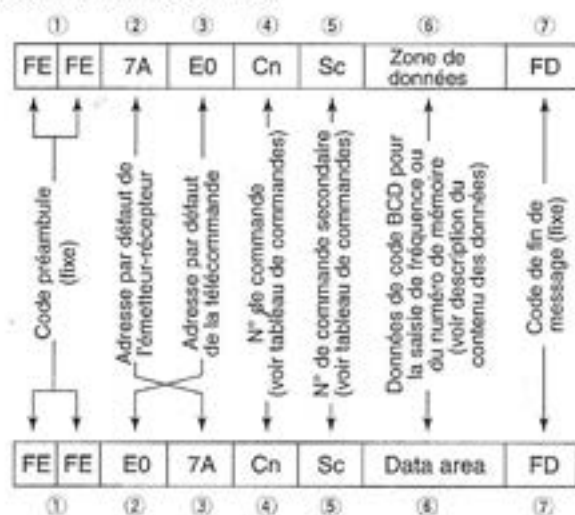 ① ② ③ ④ ⑤ ⑥ ⑦
FE FE 7A E0 Cn Sc Zone de données FD
Code préambule
(fixe)
Adresse par défaut de
l'émetteur-récepteur
Adresse par défaut
de la télécommande
N° de commande
(voir tableau de commandes)
N° de commande secondaire
(voir tableau de commandes)
Données de code BCD pour
la saisie de fréquence ou
du numéro de mémoire
(voir description du
contenu des données)
Code de fin de
message (fixe)
FE FE E0 7A Cn Sc Data area FD
① ② ③ ④ ⑤ ⑥ ⑦